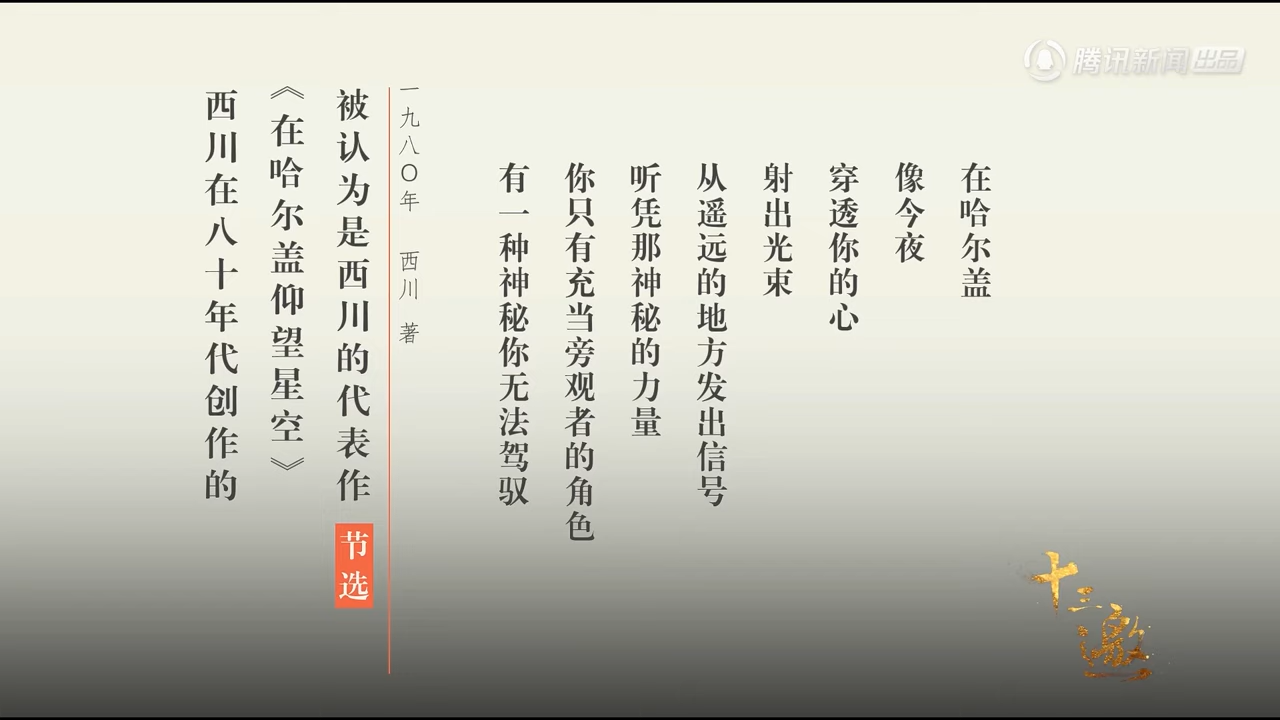 西川在八十年代创作的
《在哈尔盖仰望星空》
被认为是西川的代表作
节选
一九八〇年 西川 著
有一种神秘你无法驾驭
你只有充当旁观者的角色
听凭那神秘的力量
从遥远的地方发出信号
射出光束
穿透你的心
像今夜
在哈尔盖
腾讯新闻出品
十三邀